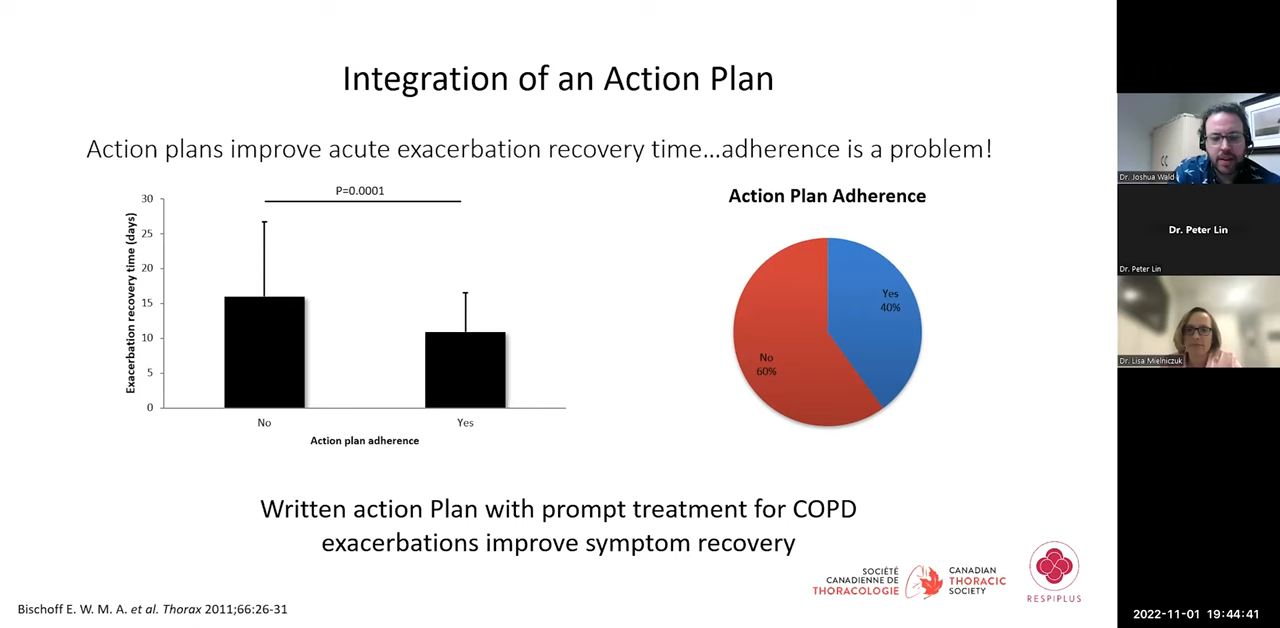 Integration of an Action Plan
Action plans improve acute exacerbation recovery time...adherence is a problem!
P=0.0001
Exacerbation recovery time (days)
30
25
20
15
10
5
0
No
Yes
Action plan adherence
Action Plan Adherence
Yes
40%
No
60%
Written action Plan with prompt treatment for COPD
exacerbations improve symptom recovery
SOCIÉTÉ
CANADIENNE DE
THORACOLOGIE
CANADIAN
THORACIC
SOCIETY
RESPIPLUS
Bischoff E. W. M. A. et al. Thorax 2011;66:26-31
Dr. Joshua Wald
Dr. Peter Lin
Dr. Peter Lin
Dr. Lisa Mielniczuk
2022-11-01 19:44:41